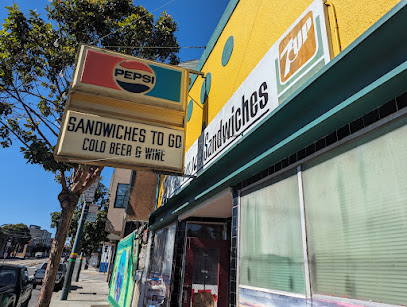 PEPSI
SANDWICHES TO GO
COLD BEER & WINE
Sandwiches
7up